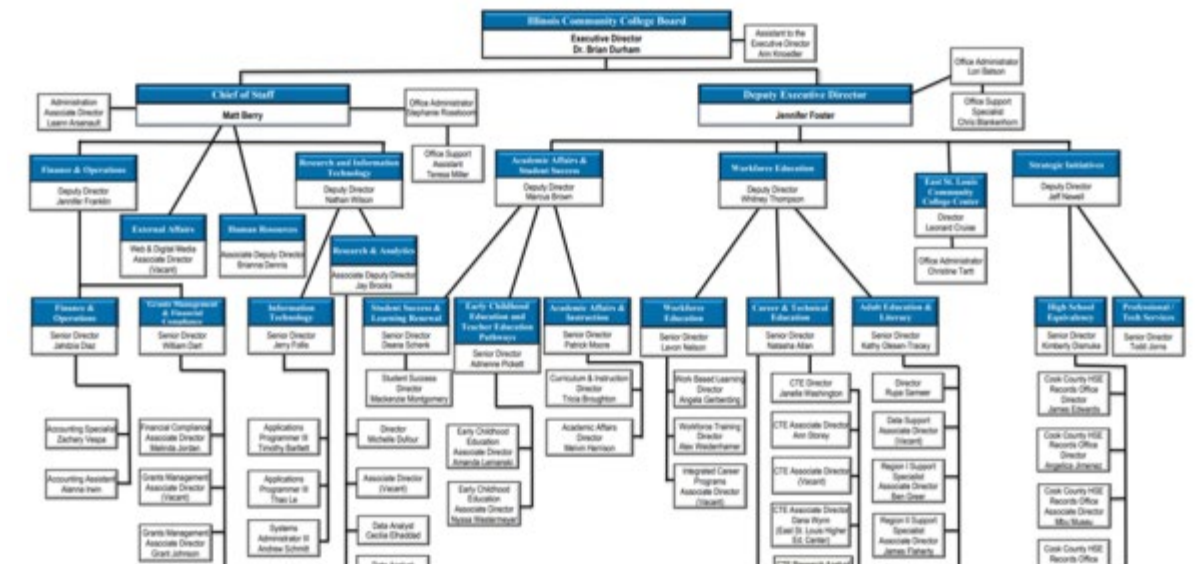 Illinois Community College Board
Executive Director
Dr. Brian Durham
Assistant to the
Executive Director
Ann Knoedler
Chief of Staff
Matt Berry
Administration
Associate Director
Leann Arsenault
Office Administrator
Stephanie Rosebоom
Office Support
Assistant
Teresa Miller
Deputy Executive Director
Jennifer Foster
Office Administrator
Lori Batson
Office Support
Specialist
Chris Blankenhorn
Finance & Operations
Deputy Director
Jennifer Franklin
External Affairs
Web & Digital Media
Associate Director
(Vacant)
Human Resources
Associate Deputy Director
Brianna Dennis
Research and Information
Technology
Deputy Director
Nathan Wilson
Research & Analytics
Associate Deputy Director
Jay Brooks
Academic Affairs &
Student Success
Deputy Director
Marcus Brown
Workforce Education
Deputy Director
Whitney Thompson
East St. Louis
Community
College Center
Director
Leonard Cruise
Office Administrator
Christine
Strategic Initiatives
Deputy Director
Jeff Newell
Finance &
Operations
Senior Director
Jahdzia Diaz
Grants Management
& Financial
Compliance
Senior Director
William Dart
Information
Technology
Senior Director
Jerry Follis
Student Success &
Learning Renewal
Senior Director
Deana Schenk
Early Childhood
Education and
Teacher Education
Pathways
Senior Director
Adrienne Pickett
Academic Affairs &
Instruction
Senior Director
Patrick Moore
Workforce
Education
Senior Director
Lavon Nelson
Career & Technical
Education
Senior Director
Natasha Allan
Adult Education &
Literacy
Senior Director
Kathy Olesen-Tracey
High School
Equivalency
Senior Director
Kimberly Dismuke
Professional /
Tech Services
Senior Director
Todd Jorns
Accounting Specialist
Zachary Vespa
Accounting Assistant
Alanna Irwin
Financial Compliance
Associate Director
Melinda Jordan
Grants Management
Associate Director
(Vacant)
Grants Management
Associate Director
Grant Johnson
Applications
Programmer III
Timothy Bartlett
Applications
Programmer III
Thao Le
Systems
Administrator III
Andrew Schmitt
Director
Michelle Dufour
Associate Director
(Vacant)
Data Analyst
Cecilia Elhaddad
Data Analyst
Student Success
Director
Mackenzie Montgomery
Early Childhood
Education
Associate Director
Amanda
Early Childhood
Education
Associate Director
Nyssa Westermeyer
Curriculum & Instruction
Director
Tricia Broughton
Academic Affairs
Director
Melvin Harrison
Work Based Learning
Director
Angela Gerberding
Workforce Training
Director
Alex Wiedenhamer
Integrated Career
Programs
Associate Director
(Vacant)
CTE Director
Janelle Washington
CTE Associate Director
Ann Storey
CTE Associate Director
(Vacant)
CTE Associate Director
Dana Wynn
(East St. Louis Higher
Ed. Center)
CTE Research Analyst
Director
Rupa Sameer
Data Support
Associate Director
(Vacant)
Region I Support
Specialist
Associate Director
Ben Greer
Region II Support
Specialist
Associate Director
James Flaherty
Cook County HSE
Records Office
Director
James Edwards
Cook County HSE
Records Office
Director
Angelica Jimenez
Cook County HSE
Records Office
Associate Director
Cook County HSE
Records Office